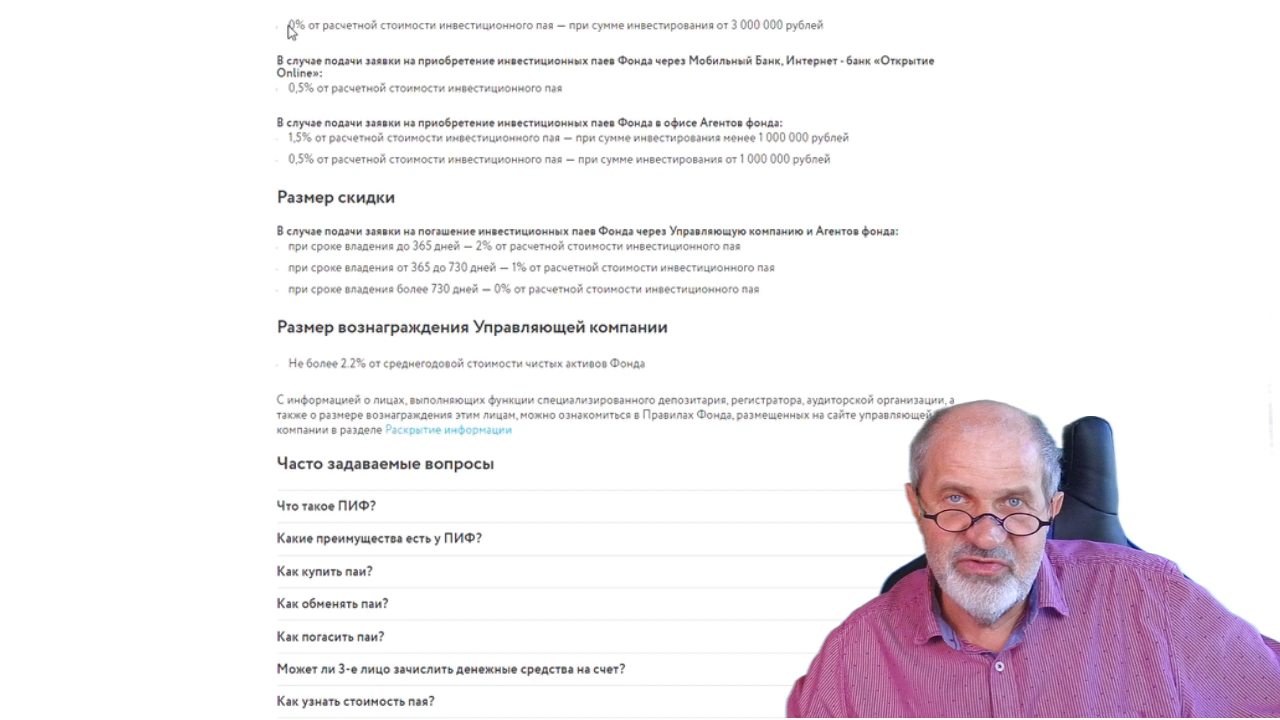 0% от расчетной стоимости инвестиционного пая — при сумме инвестирования от 3 000 000 рублей
В случае подачи заявки на приобретение инвестиционных паев Фонда через Мобильный Банк, Интернет - банк «Открытие
Online»:
0,5% от расчетной стоимости инвестиционного пая
В случае подачи заявки на приобретение инвестиционных паев Фонда в офисе Агентов фонда:
1,5% от расчетной стоимости инвестиционного пая — при сумме инвестирования менее 1 000 000 рублей
0,5% от расчетной стоимости инвестиционного пая — при сумме инвестирования от 1 000 000 рублей
Размер скидки
В случае подачи заявки на погашение инвестиционных паев Фонда через Управляющую компанию и Агентов фонда:
при сроке владения до 365 дней — 2% от расчетной стоимости инвестиционного пая
при сроке владения от 365 до 730 дней — 1% от расчетной стоимости инвестиционного пая
при сроке владения более 730 дней — 0% от расчетной стоимости инвестиционного пая
Размер вознаграждения Управляющей компании
Не более 2.2% от среднегодовой стоимости чистых активов Фонда
С информацией о лицах, выполняющих функции специализированного депозитария, регистратора, аудиторской организации, а
также о размере вознаграждения этим лицам, можно ознакомиться в Правилах Фонда, размещенных на сайте управляющей
компании в разделе Раскрытие информации
Часто задаваемые вопросы
Что такое ПИФ?
Какие преимущества есть у ПИФ?
Как купить паи?
Как обменять паи?
Как погасить паи?
Может ли 3-е лицо зачислить денежные средства на счет?
Как узнать стоимость пая?